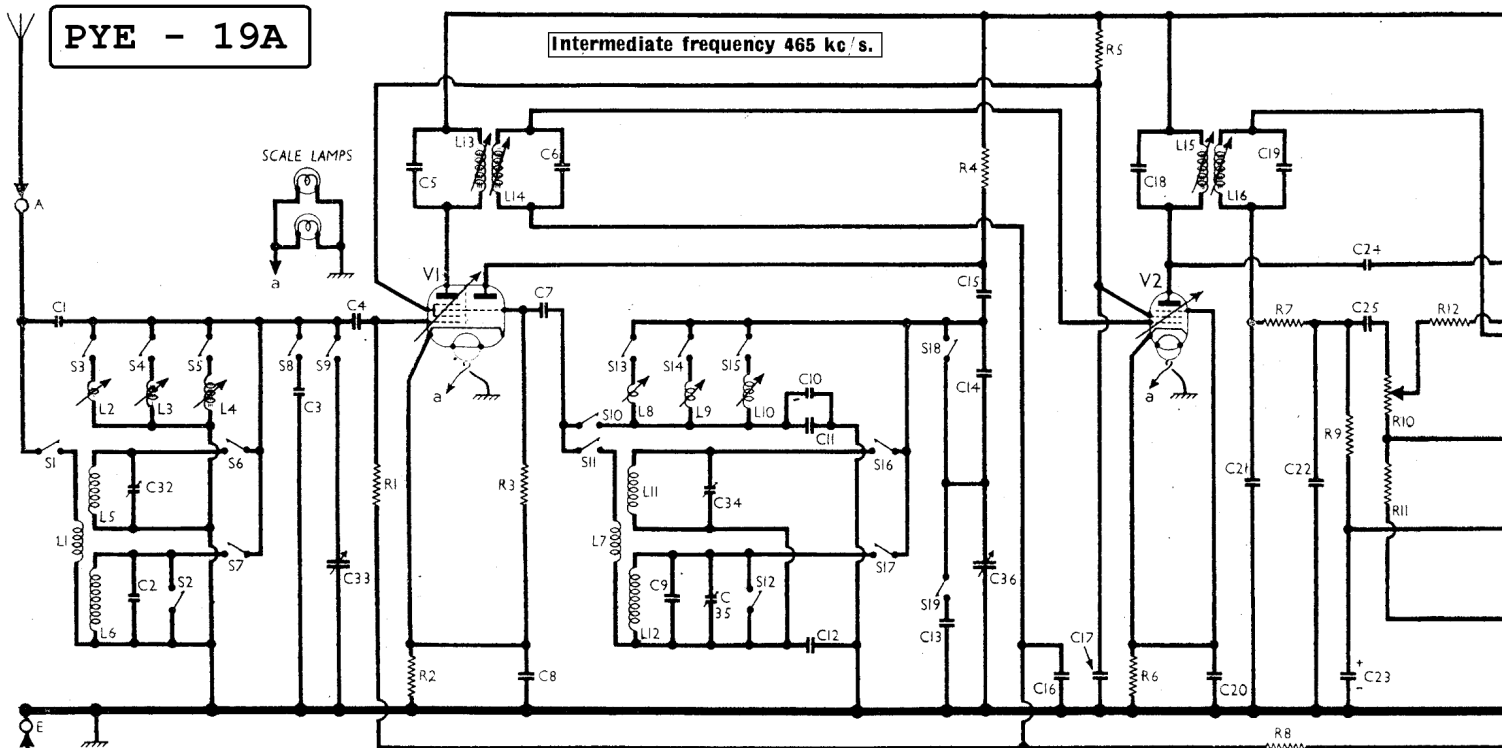 PYE - 19A
Intermediate frequency 465 kc/s.
R5
L13
C5
C6
L14
SCALE LAMPS
R4
L15
C18
C19
L16
A
a
V1
C15
V2
C24
C1
C4
C7
R7
C25
R12
S3
S4
S5
S8
S9
S13
S14
S15
S18
C14
L2
L3
L4
C3
a
L8
L9
L10
C10
C11
S10
S11
a
R10
S1
S6
S16
R9
C32
L5
R1
R3
L11
C34
C21
C22
R11
L1
S7
L7
S17
C2
S2
C33
C9
C
35
S12
C36
S19
L6
L12
C12
C13
R2
C8
C16
C17
R6
C20
+
C23
-
E
R8